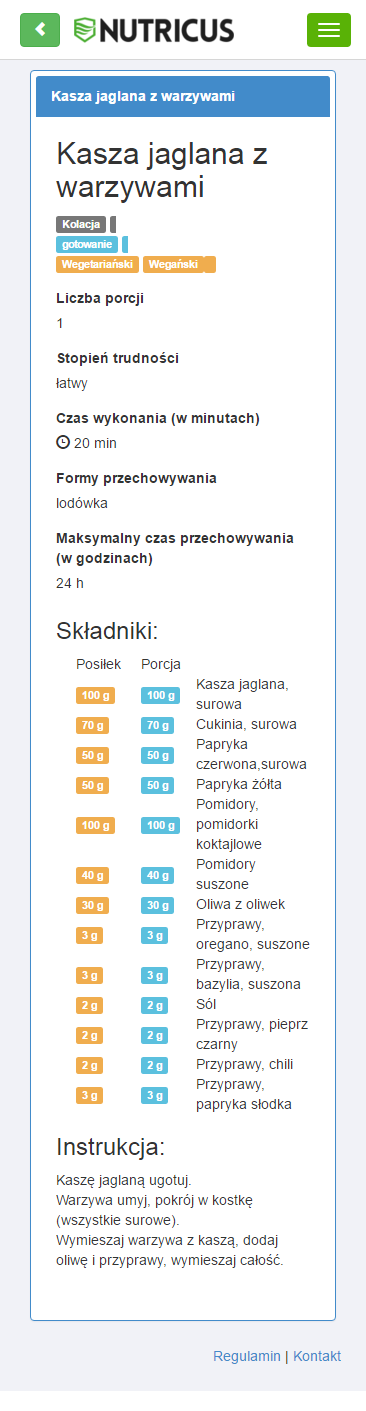 NUTRICUS
Kasza jaglana z warzywami
Kasza jaglana z
warzywami
Kolacja
gotowanie
Wegetariański Wegański
Liczba porcji
1
Stopień trudności
łatwy
Czas wykonania (w minutach)
20 min
Formy przechowywania
lodówka
Maksymalny czas przechowywania
(w godzinach)
24 h
Składniki:
Posiłek Porcja
100 g 100 g Kasza jaglana,
surowa
70 g 70 g Cukinia, surowa
50 g 50 g Papryka
czerwona,surowa
50 g 50 g Papryka żółta
100 g 100 g Pomidory,
pomidorki
koktajlowe
40 g 40 g Pomidory
suszone
30 g 30 g Oliwa z oliwek
3 g 3 g Przyprawy,
oregano, suszone
3 g 3 g Przyprawy,
bazylia, suszona
2 g 2 g Sól
2 g 2 g Przyprawy, pieprz
czarny
2 g 2 g Przyprawy, chili
3 g 3 g Przyprawy,
papryka słodka
Instrukcja:
Kaszę jaglaną ugotuj.
Warzywa umyj, pokrój w kostkę
(wszystkie surowe).
Wymieszaj warzywa z kaszą, dodaj
oliwę i przyprawy, wymieszaj całość.
Regulamin | Kontakt